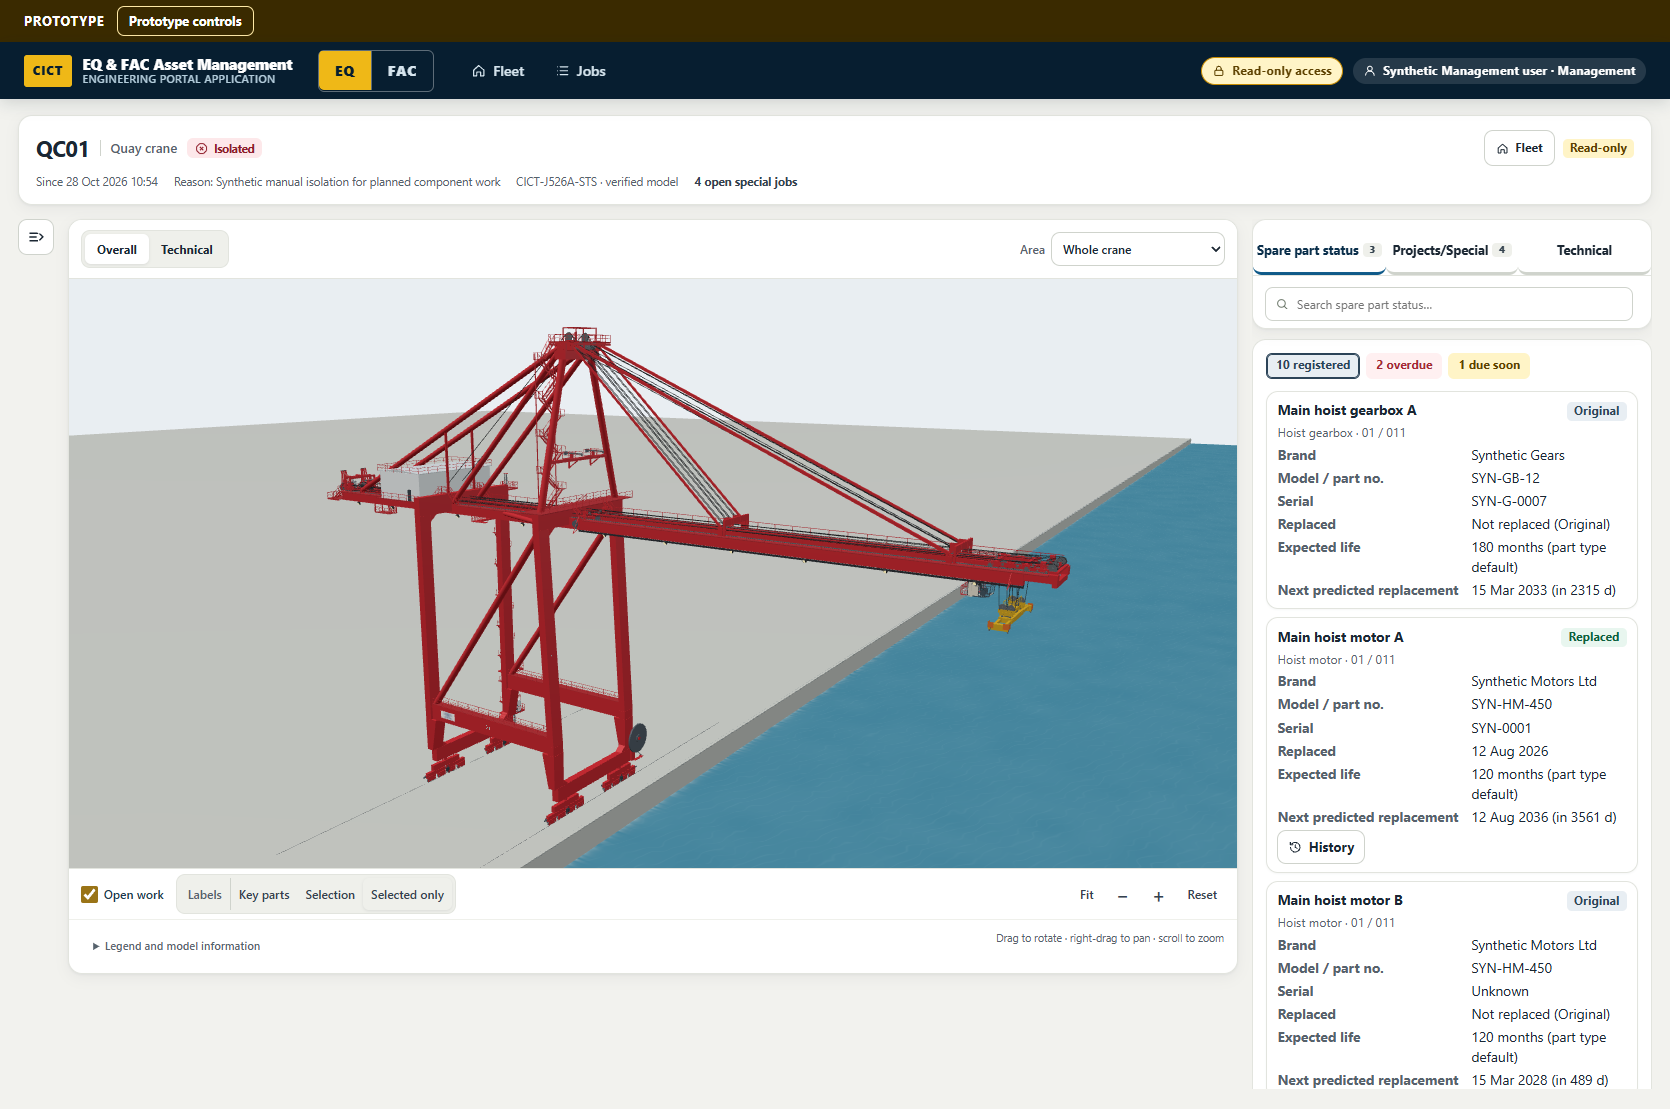 PROTOTYPE Prototype controls
CICT EQ & FAC Asset Management
ENGINEERING PORTAL APPLICATION
EQ FAC Fleet Jobs
Read-only access Synthetic Management user · Management
QC01 Quay crane Isolated
Fleet Read-only
Since 28 Oct 2026 10:54 Reason: Synthetic manual isolation for planned component work CICT-J526A-STS · verified model 4 open special jobs
Overall Technical
Area Whole crane
Spare part status 3 Projects/Special 4 Technical
Search spare part status...
10 registered 2 overdue 1 due soon
Main hoist gearbox A Original
Hoist gearbox · 01 / 011
Brand Synthetic Gears
Model / part no. SYN-GB-12
Serial SYN-G-0007
Replaced Not replaced (Original)
Expected life 180 months (part type
default)
Next predicted replacement 15 Mar 2033 (in 2315 d)
Main hoist motor A Replaced
Hoist motor · 01 / 011
Brand Synthetic Motors Ltd
Model / part no. SYN-HM-450
Serial SYN-0001
Replaced 12 Aug 2026
Expected life 120 months (part type
default)
Next predicted replacement 12 Aug 2036 (in 3561 d)
History
Main hoist motor B Original
Hoist motor · 01 / 011
Brand Synthetic Motors Ltd
Model / part no. SYN-HM-450
Serial Unknown
Replaced Not replaced (Original)
Expected life 120 months (part type
default)
Next predicted replacement 15 Mar 2028 (in 489 d)
Open work Labels Key parts Selection Selected only
Fit − + Reset
Legend and model information
Drag to rotate · right-drag to pan · scroll to zoom